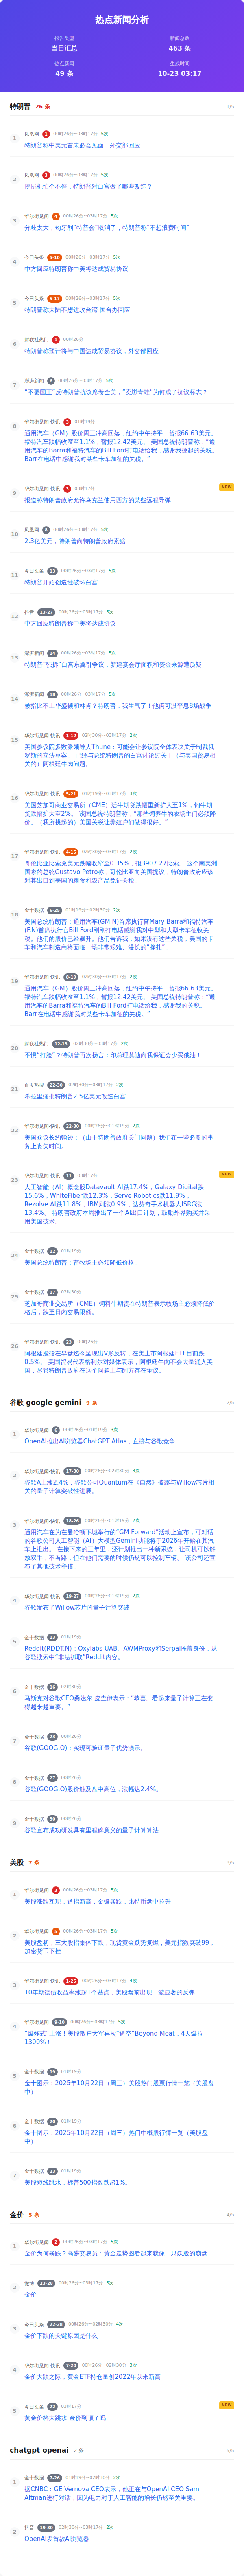 热点新闻分析
报告类型
新闻总数
当日汇总
463 条
热点新闻
生成时间
49 条
10-23 03:17
特朗普 26 条 1/5
1 凤凰网 1 00时26分~03时17分 5次
特朗普称中美元首未必会见面，外交部回应
2 凤凰网 3 00时26分~03时17分 5次
挖掘机忙个不停，特朗普对白宫做了哪些改造？
3 华尔街见闻 4 00时26分~03时17分 5次
分歧太大，匈牙利“特普会”取消了，特朗普称“不想浪费时间”
4 今日头条 5-10 00时26分~03时17分 5次
中方回应特朗普称中美将达成贸易协议
5 今日头条 5-17 00时26分~03时17分 5次
特朗普称大陆不想进攻台湾 国台办回应
6 财联社热门 1 00时26分
特朗普预计将与中国达成贸易协议，外交部回应
7 澎湃新闻 6 00时26分~03时17分 5次
“不要国王”反特朗普抗议席卷全美，“卖崽青蛙”为何成了抗议标志？
8 华尔街见闻-快讯 3 01时19分
通用汽车（GM）股价周三冲高回落，纽约中午持平，暂报66.63美元。
福特汽车跌幅收窄至1.1%，暂报12.42美元。 美国总统特朗普称：“通
用汽车的Barra和福特汽车的Bill Ford打电话给我，感谢我挑起的关税。
Barr在电话中感谢我对某些卡车加征的关税。”
9 华尔街见闻-快讯 3 03时17分 NEW
报道称特朗普政府允许乌克兰使用西方的某些远程导弹
10 凤凰网 8 00时26分~03时17分 5次
2.3亿美元，特朗普向特朗普政府索赔
11 今日头条 13 00时26分~03时17分 5次
特朗普开始创造性破坏白宫
12 抖音 13-27 00时26分~03时17分 5次
中方回应特朗普称中美将达成协议
13 澎湃新闻 14 00时26分~03时17分 5次
特朗普“强拆”白宫东翼引争议，新建宴会厅面积和资金来源遭质疑
14 澎湃新闻 18 00时26分~03时17分 5次
被指比不上华盛顿和林肯？特朗普：我生气了！他俩可没平息8场战争
15 华尔街见闻-快讯 1-12 02时30分~03时17分 2次
美国参议院多数派领导人Thune：可能会让参议院全体表决关于制裁俄
罗斯的立法草案。 已经与总统特朗普的白宫讨论过关于（与美国贸易相
关的）阿根廷牛肉问题。
16 华尔街见闻-快讯 5-21 01时19分~03时17分 3次
美国芝加哥商业交易所（CME）活牛期货跌幅重新扩大至1%，饲牛期
货跌幅扩大至2%。 该国总统特朗普称，“那些饲养牛的农场主们必须降
价。（我所挑起的）美国关税让养殖户们做得很好。”
17 华尔街见闻-快讯 4-15 02时30分~03时17分 2次
哥伦比亚比索兑美元跌幅收窄至0.35%，报3907.27比索。 这个南美洲
国家的总统Gustavo Petro称，哥伦比亚向美国提议，特朗普政府应该
对其出口到美国的粮食和农产品免征关税。
18 金十数据 6-25 01时19分~02时30分 2次
美国总统特朗普：通用汽车(GM.N)首席执行官Mary Barra和福特汽车
(F.N)首席执行官Bill Ford刚刚打电话感谢我对中型和大型卡车征收关
税。他们的股价已经飙升。他们告诉我，如果没有这些关税，美国的卡
车和汽车制造商将面临一场非常艰难、漫长的“挣扎”。
19 华尔街见闻-快讯 8-19 02时30分~03时17分 2次
通用汽车（GM）股价周三冲高回落，纽约中午持平，暂报66.63美元。
福特汽车跌幅收窄至1.1%，暂报12.42美元。 美国总统特朗普称：“通
用汽车的Barra和福特汽车的Bill Ford打电话给我，感谢我的关税。
Barr在电话中感谢我对某些卡车加征的关税。”
20 财联社热门 11-13 02时30分~03时17分 2次
不惧“打脸”？特朗普再次扬言：印总理莫迪向我保证会少买俄油！
21 百度热搜 22-30 02时30分~03时17分 2次
希拉里痛批特朗普2.5亿美元改造白宫
22 华尔街见闻-快讯 22-30 00时26分~01时19分 2次
美国众议长约翰逊：（由于特朗普政府关门问题）我们在一些必要的事
务上丧失时间。
23 华尔街见闻-快讯 11 03时17分 NEW
人工智能（AI）概念股Datavault AI跌17.4%，Galaxy Digital跌
15.6%，WhiteFiber跌12.3%，Serve Robotics跌11.9%，
Rezolve AI跌11.8%，IBM则涨0.9%，达芬奇手术机器人ISRG涨
13.4%。 特朗普政府本周推出了一个AI出口计划，鼓励外界购买并采
用美国技术。
24 金十数据 12 01时19分
美国总统特朗普：畜牧场主必须降低价格。
25 金十数据 17 02时30分
芝加哥商业交易所（CME）饲料牛期货在特朗普表示牧场主必须降低价
格后，跌至日内交易限额。
26 华尔街见闻-快讯 23 00时26分
阿根廷股指在早盘迄今呈现出V形反转，在美上市阿根廷ETF目前跌
0.5%。 美国贸易代表格利尔对媒体表示，阿根廷牛肉不会大量涌入美
国，尽管特朗普政府在这个问题上与阿方存在争议。
谷歌 google gemini 9 条 2/5
1 华尔街见闻 6 00时26分~01时19分 3次
OpenAI推出AI浏览器ChatGPT Atlas，直接与谷歌竞争
2 华尔街见闻-快讯 17-30 00时26分~02时30分 3次
谷歌A上涨2.4%，谷歌公司Quantum在《自然》披露与Willow芯片相
关的量子计算突破性进展。
3 华尔街见闻-快讯 18-26 00时26分~01时19分 2次
通用汽车在为在曼哈顿下城举行的“GM Forward”活动上宣布，可对话
的谷歌公司人工智能（AI）大模型Gemini功能将于2026年开始在其汽
车上推出。 在接下来的三年里，还计划推出一种新系统，让司机可以解
放双手，不看路，但在他们需要的时候仍然可以控制车辆。 该公司还宣
布了其他技术举措。
4 华尔街见闻-快讯 19-27 00时26分~01时19分 2次
谷歌发布了Willow芯片的量子计算突破
5 金十数据 13 01时19分
Reddit(RDDT.N)：Oxylabs UAB、AWMProxy和Serpai掩盖身份，从
谷歌搜索中“非法抓取”Reddit内容。
6 金十数据 16 02时30分
马斯克对谷歌CEO桑达尔·皮查伊表示：“恭喜。看起来量子计算正在变
得越来越重要。”
7 金十数据 23 00时26分
谷歌(GOOG.O)：实现可验证量子优势演示。
8 金十数据 27 00时26分
谷歌(GOOG.O)股价触及盘中高位，涨幅达2.4%。
9 金十数据 30 00时26分
谷歌宣布成功研发具有里程碑意义的量子计算算法
美股 7 条 3/5
1 华尔街见闻 3 00时26分~03时17分 5次
美股涨跌互现，道指新高，金银暴跌，比特币盘中拉升
2 华尔街见闻 5 00时26分~03时17分 5次
美股盘初，三大股指集体下跌，现货黄金跌势复燃，美元指数突破99，
加密货币下挫
3 华尔街见闻-快讯 1-25 00时26分~03时17分 4次
10年期德债收益率涨超1个基点，美股盘前出现一波显著的反弹
4 华尔街见闻 9-10 00时26分~03时17分 5次
“爆炸式”上涨！美股散户大军再次“逼空”Beyond Meat，4天爆拉
1300%！
5 金十数据 19 01时19分
金十图示：2025年10月22日（周三）美股热门股票行情一览（美股盘
中）
6 金十数据 20 01时19分
金十图示：2025年10月22日（周三）热门中概股行情一览（美股盘
中）
7 金十数据 23 01时19分
美股短线跳水，标普500指数跌超1%。
金价 5 条 4/5
1 华尔街见闻 2 00时26分~03时17分 5次
金价为何暴跌？高盛交易员：黄金走势图看起来就像一只妖股的崩盘
2 微博 23-28 00时26分~03时17分 5次
金价
3 今日头条 22-28 00时26分~02时30分 4次
金价下跌的关键原因是什么
4 华尔街见闻 7-28 00时26分~02时30分 3次
金价大跌之际，黄金ETF持仓量创2022年以来新高
5 今日头条 22 03时17分 NEW
黄金价格大跳水 金价到顶了吗
chatgpt openai 2 条 5/5
1 金十数据 7-26 01时19分~02时30分 2次
据CNBC：GE Vernova CEO表示，他正在与OpenAI CEO Sam
Altman进行对话，因为电力对于人工智能的增长仍然至关重要。
2 抖音 19-30 02时30分~03时17分 2次
OpenAI发首款AI浏览器